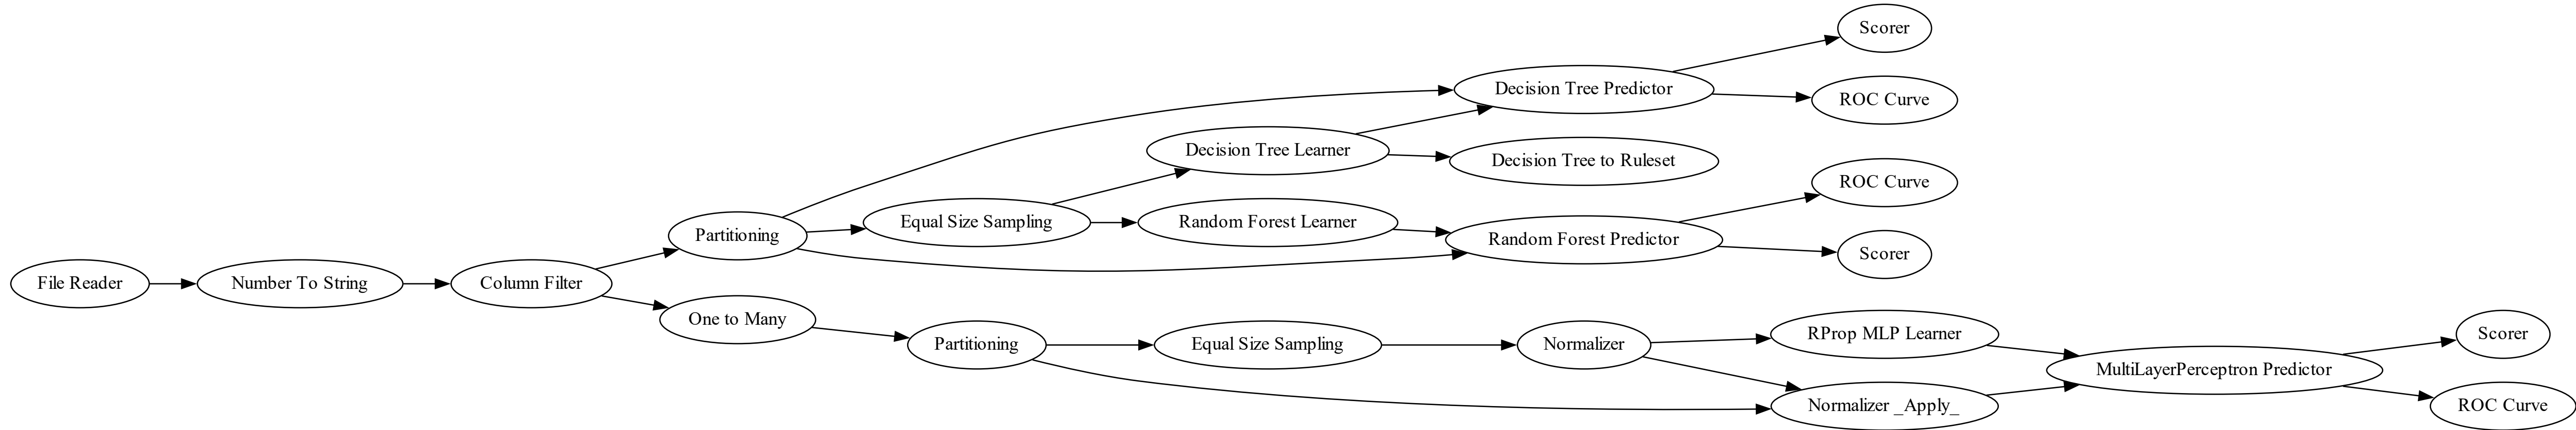 File Reader
Number To String
Column Filter
Partitioning
One to Many
Equal Size Sampling
Partitioning
Decision Tree Learner
Random Forest Learner
Equal Size Sampling
Decision Tree Predictor
Decision Tree to Ruleset
Random Forest Predictor
Normalizer
Scorer
ROC Curve
ROC Curve
Scorer
RProp MLP Learner
Normalizer _Apply_
MultiLayerPerceptron Predictor
Scorer
ROC Curve